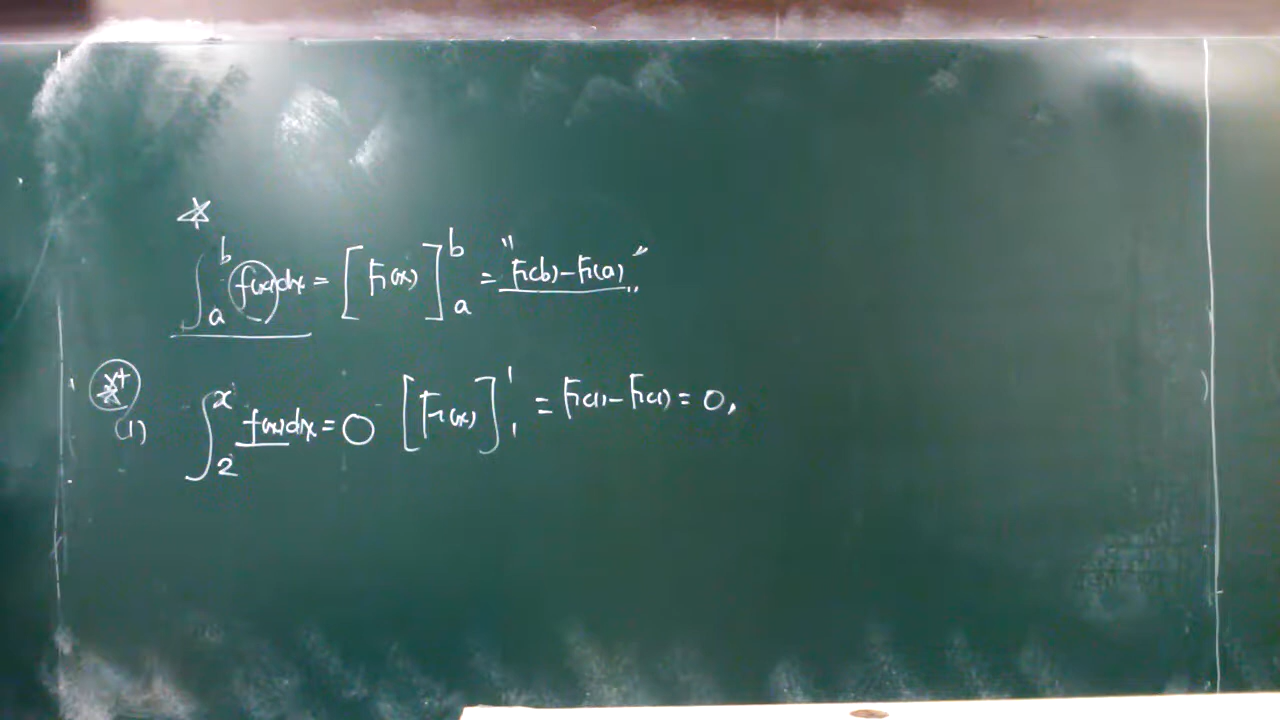 ☆
∫_a^b f(x)dx = [F(x)]_a^b = "F(b)-F(a)"
(1) ∫_2^x f(x)dx = 0 [F(x)]_1^1 = F(1)-F(1) = 0,